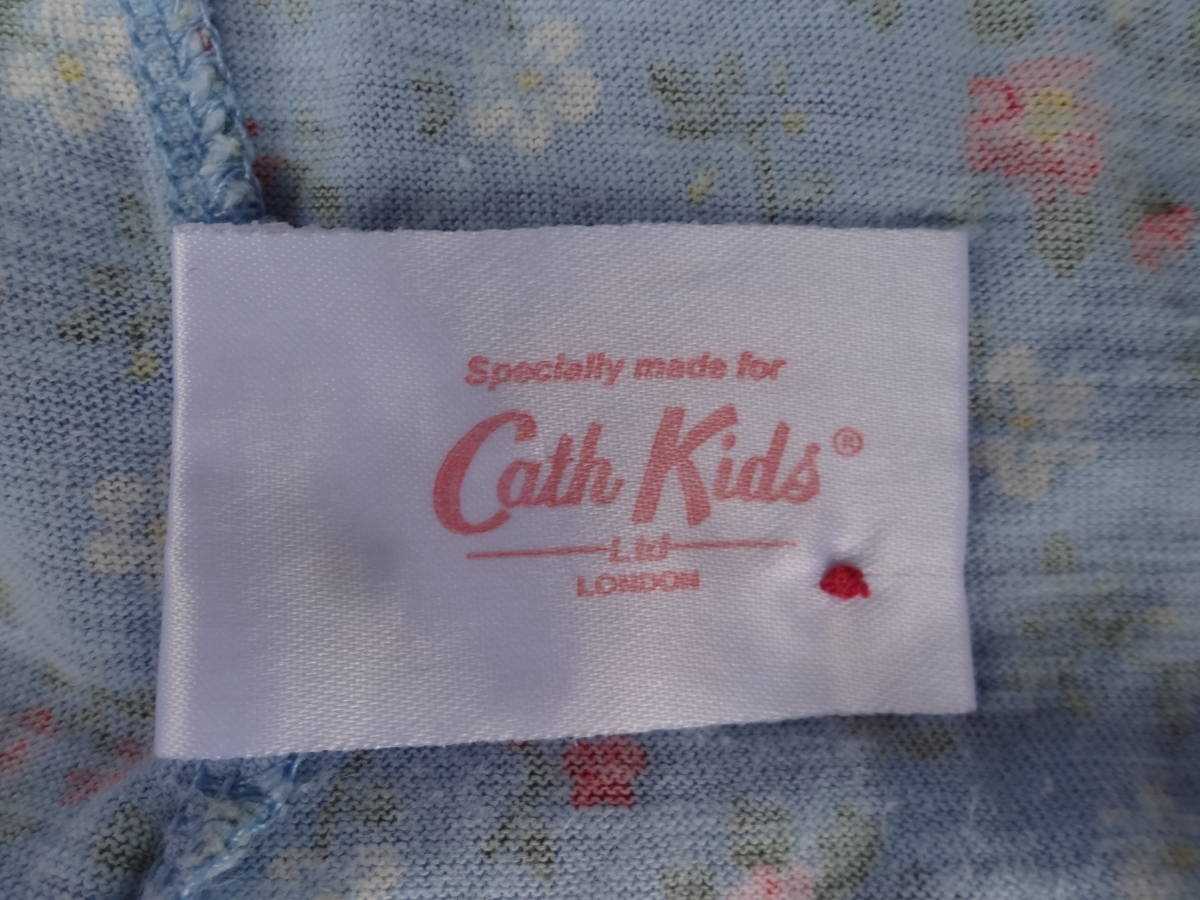 Specially made for
Cath Kids®
Ltd
LONDON